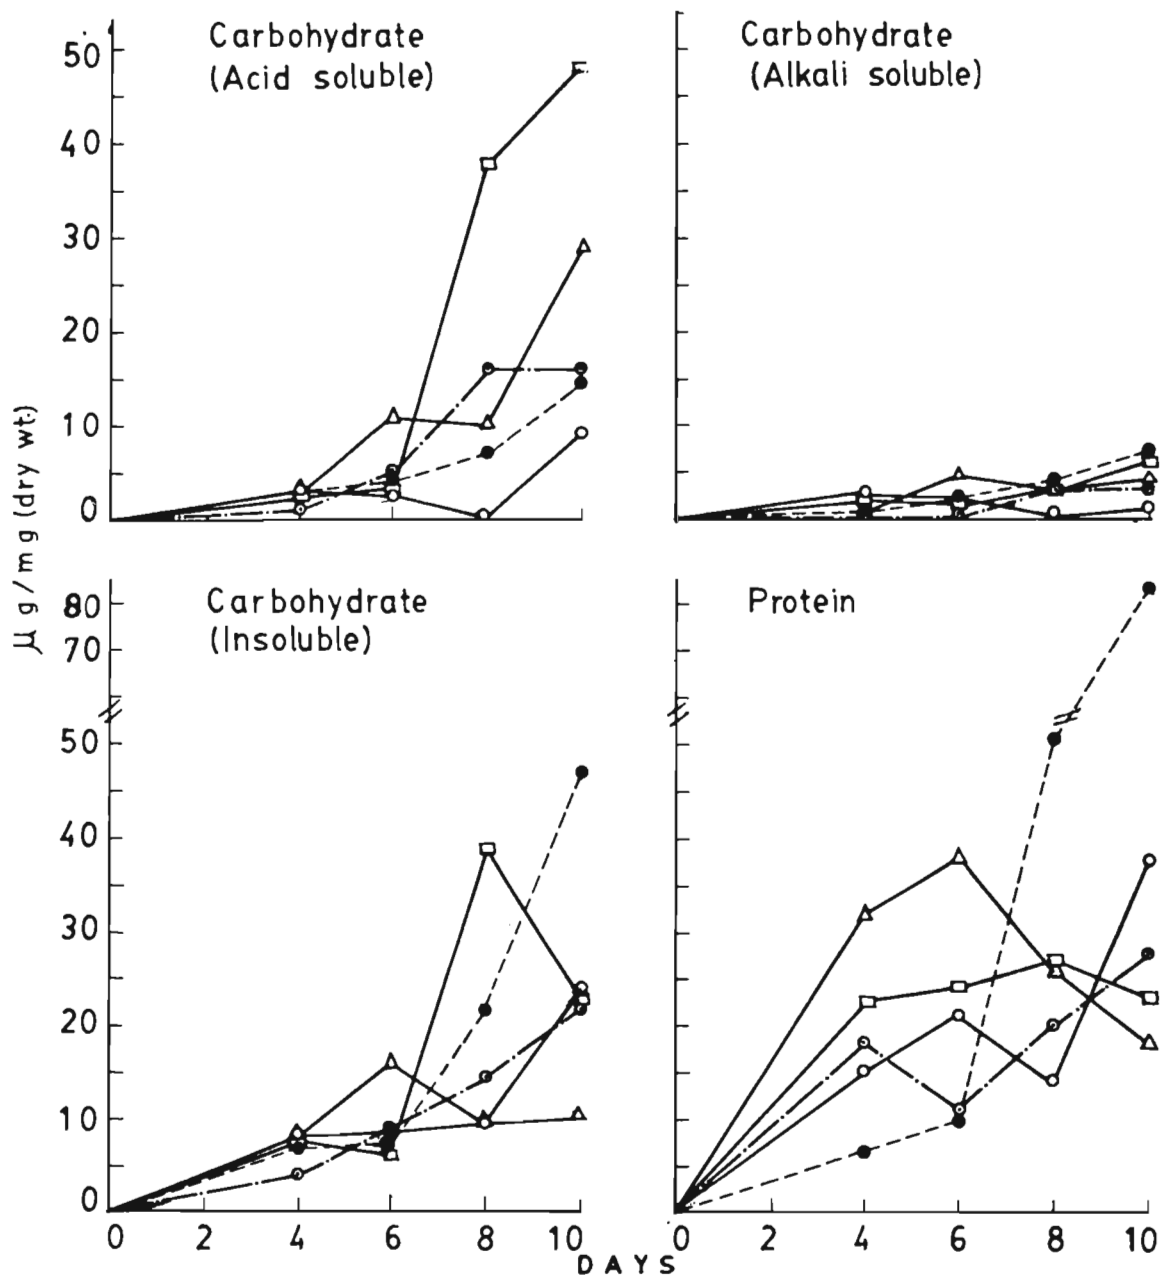 Carbohydrate
(Acid soluble)
50
40
30
20
10
0
Carbohydrate
(Alkali soluble)
μg/mg (dry wt.)
Carbohydrate
(Insoluble)
80
70
50
40
30
20
10
0
0 2 4 6 8 10
Protein
0 2 4 6 8 10
DAYS